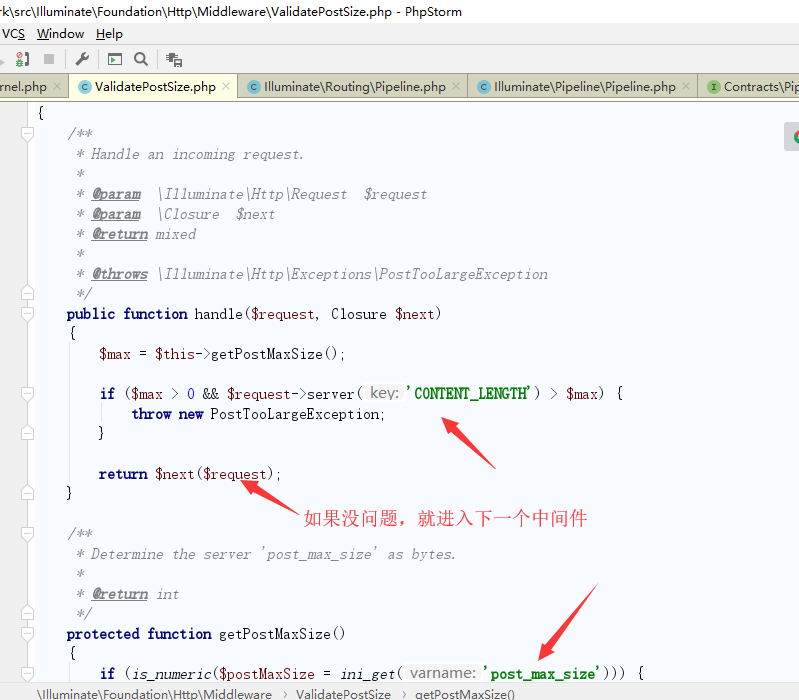 rk\src\Illuminate\Foundation\Http\Middleware\ValidatePostSize.php - PhpStorm
VCS Window Help
rnel.php ValidatePostSize.php Illuminate\Routing\Pipeline.php Illuminate\Pipeline\Pipeline.php Contracts\Pip
{
/**
* Handle an incoming request.
*
* @param \Illuminate\Http\Request $request
* @param \Closure $next
* @return mixed
*
* @throws \Illuminate\Http\Exceptions\PostTooLargeException
*/
public function handle($request, Closure $next)
{
$max = $this->getPostMaxSize();
if ($max > 0 && $request->server( key: 'CONTENT_LENGTH') > $max) {
throw new PostTooLargeException;
}
return $next($request);
}
如果没问题，就进入下一个中间件
/**
* Determine the server 'post_max_size' as bytes.
*
* @return int
*/
protected function getPostMaxSize()
{
if (is_numeric($postMaxSize = ini_get( varname: 'post_max_size'))) {
\Illuminate\Foundation\Http\Middleware › ValidatePostSize › getPostMaxSize()